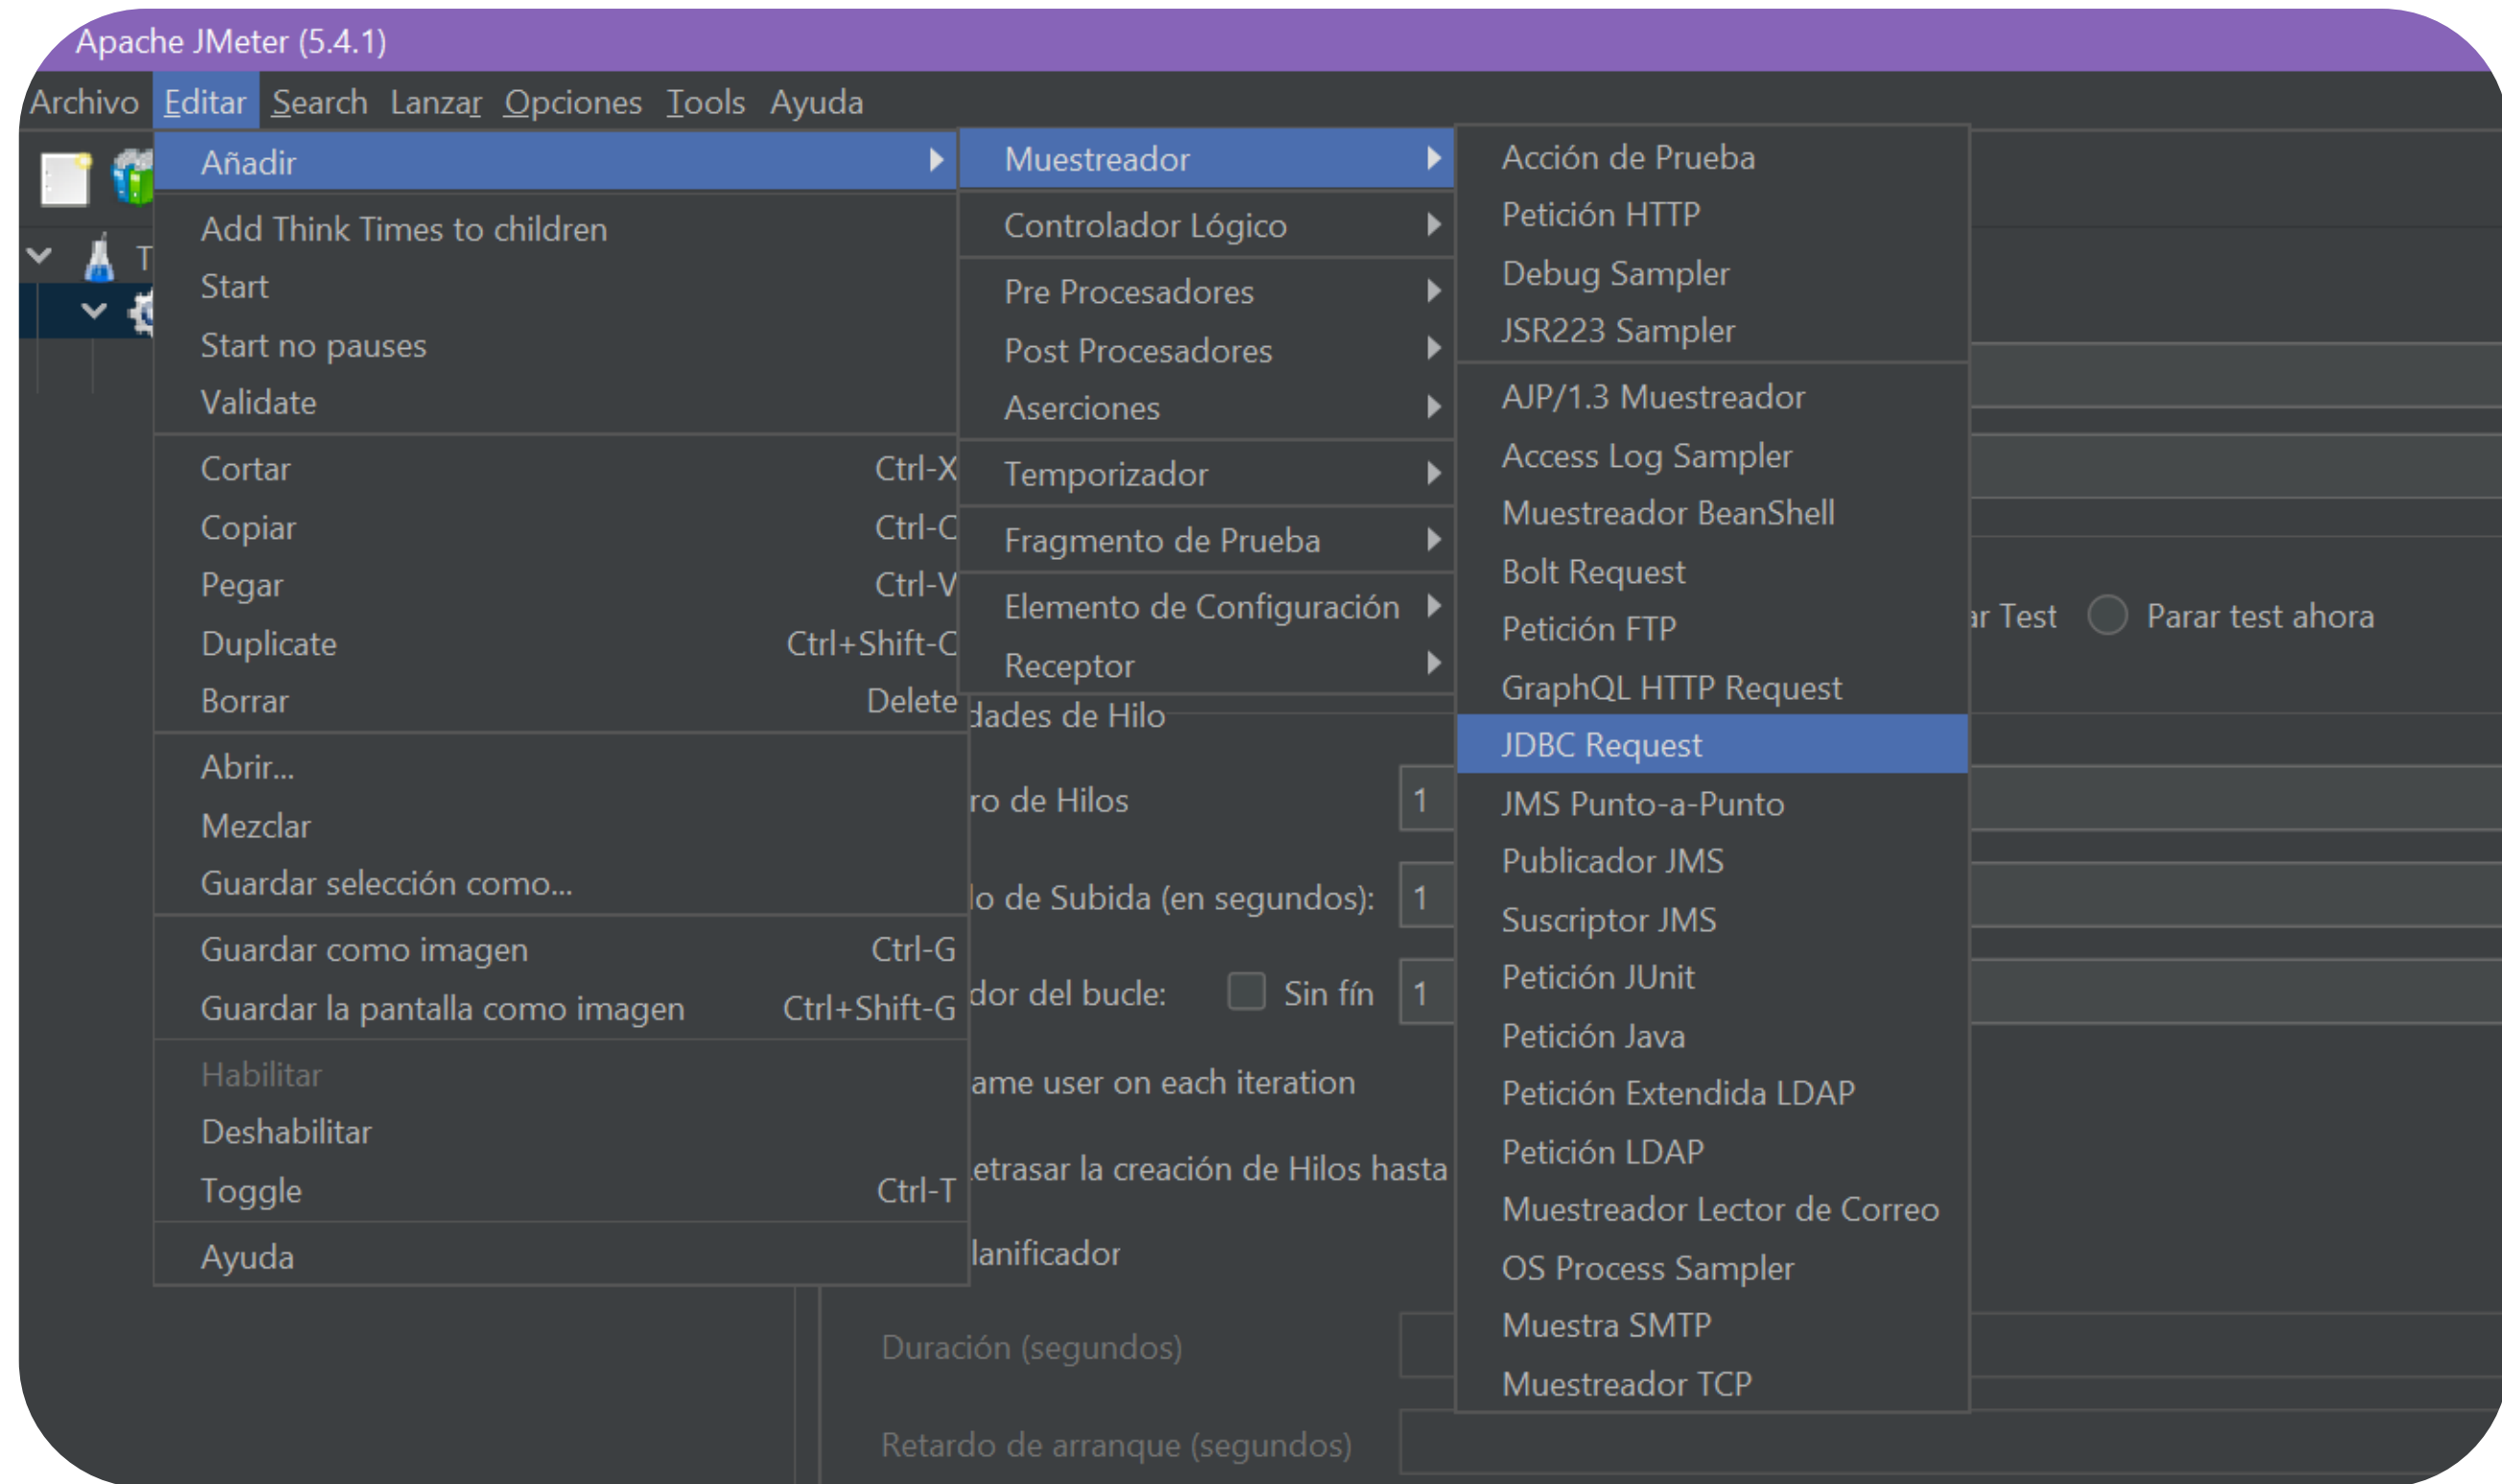 Apache JMeter (5.4.1)
Archivo Editar Search Lanzar Opciones Tools Ayuda
Añadir
Add Think Times to children
Start
Start no pauses
Validate
Cortar Ctrl-X
Copiar Ctrl-C
Pegar Ctrl-V
Duplicate Ctrl+Shift-C
Borrar Delete
Abrir...
Mezclar
Guardar selección como...
Guardar como imagen Ctrl-G
Guardar la pantalla como imagen Ctrl+Shift-G
Habilitar
Deshabilitar
Toggle Ctrl-T
Ayuda
Muestreador
Controlador Lógico
Pre Procesadores
Post Procesadores
Aserciones
Temporizador
Fragmento de Prueba
Elemento de Configuración
Receptor
Acción de Prueba
Petición HTTP
Debug Sampler
JSR223 Sampler
AJP/1.3 Muestreador
Access Log Sampler
Muestreador BeanShell
Bolt Request
Petición FTP
GraphQL HTTP Request
JDBC Request
JMS Punto-a-Punto
Publicador JMS
Suscriptor JMS
Petición JUnit
Petición Java
Petición Extendida LDAP
Petición LDAP
Muestreador Lector de Correo
OS Process Sampler
Muestra SMTP
Muestreador TCP
T
ar Test Parar test ahora
dades de Hilo
ro de Hilos 1
lo de Subida (en segundos): 1
dor del bucle: Sin fín 1
ame user on each iteration
etrasar la creación de Hilos hasta
lanificador
Duración (segundos)
Retardo de arranque (segundos)